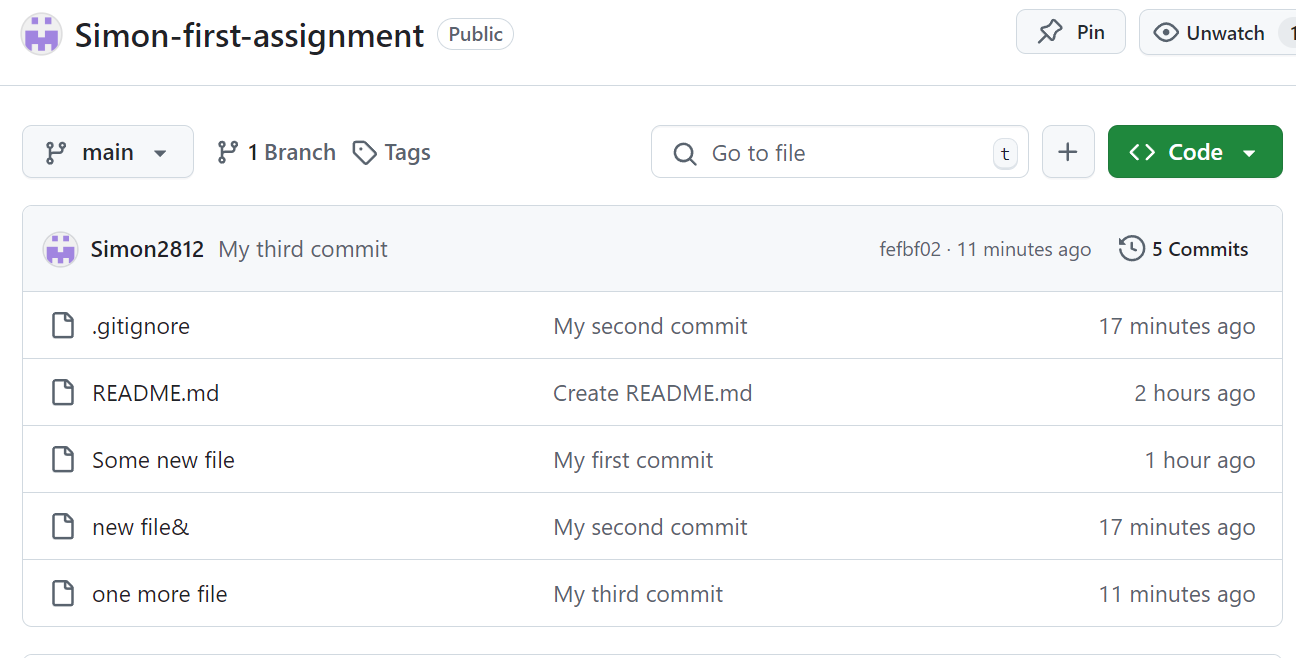 Simon-first-assignment Public Pin Unwatch 1
main 1 Branch Tags Go to file t Code
Simon2812 My third commit fefbf02 · 11 minutes ago 5 Commits
.gitignore My second commit 17 minutes ago
README.md Create README.md 2 hours ago
Some new file My first commit 1 hour ago
new file& My second commit 17 minutes ago
one more file My third commit 11 minutes ago